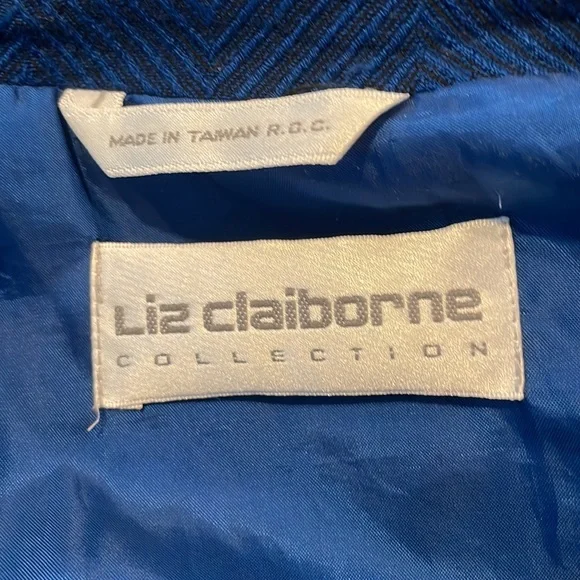 MADE IN TAIWAN R.O.C.
Liz claiborne
COLLECTION